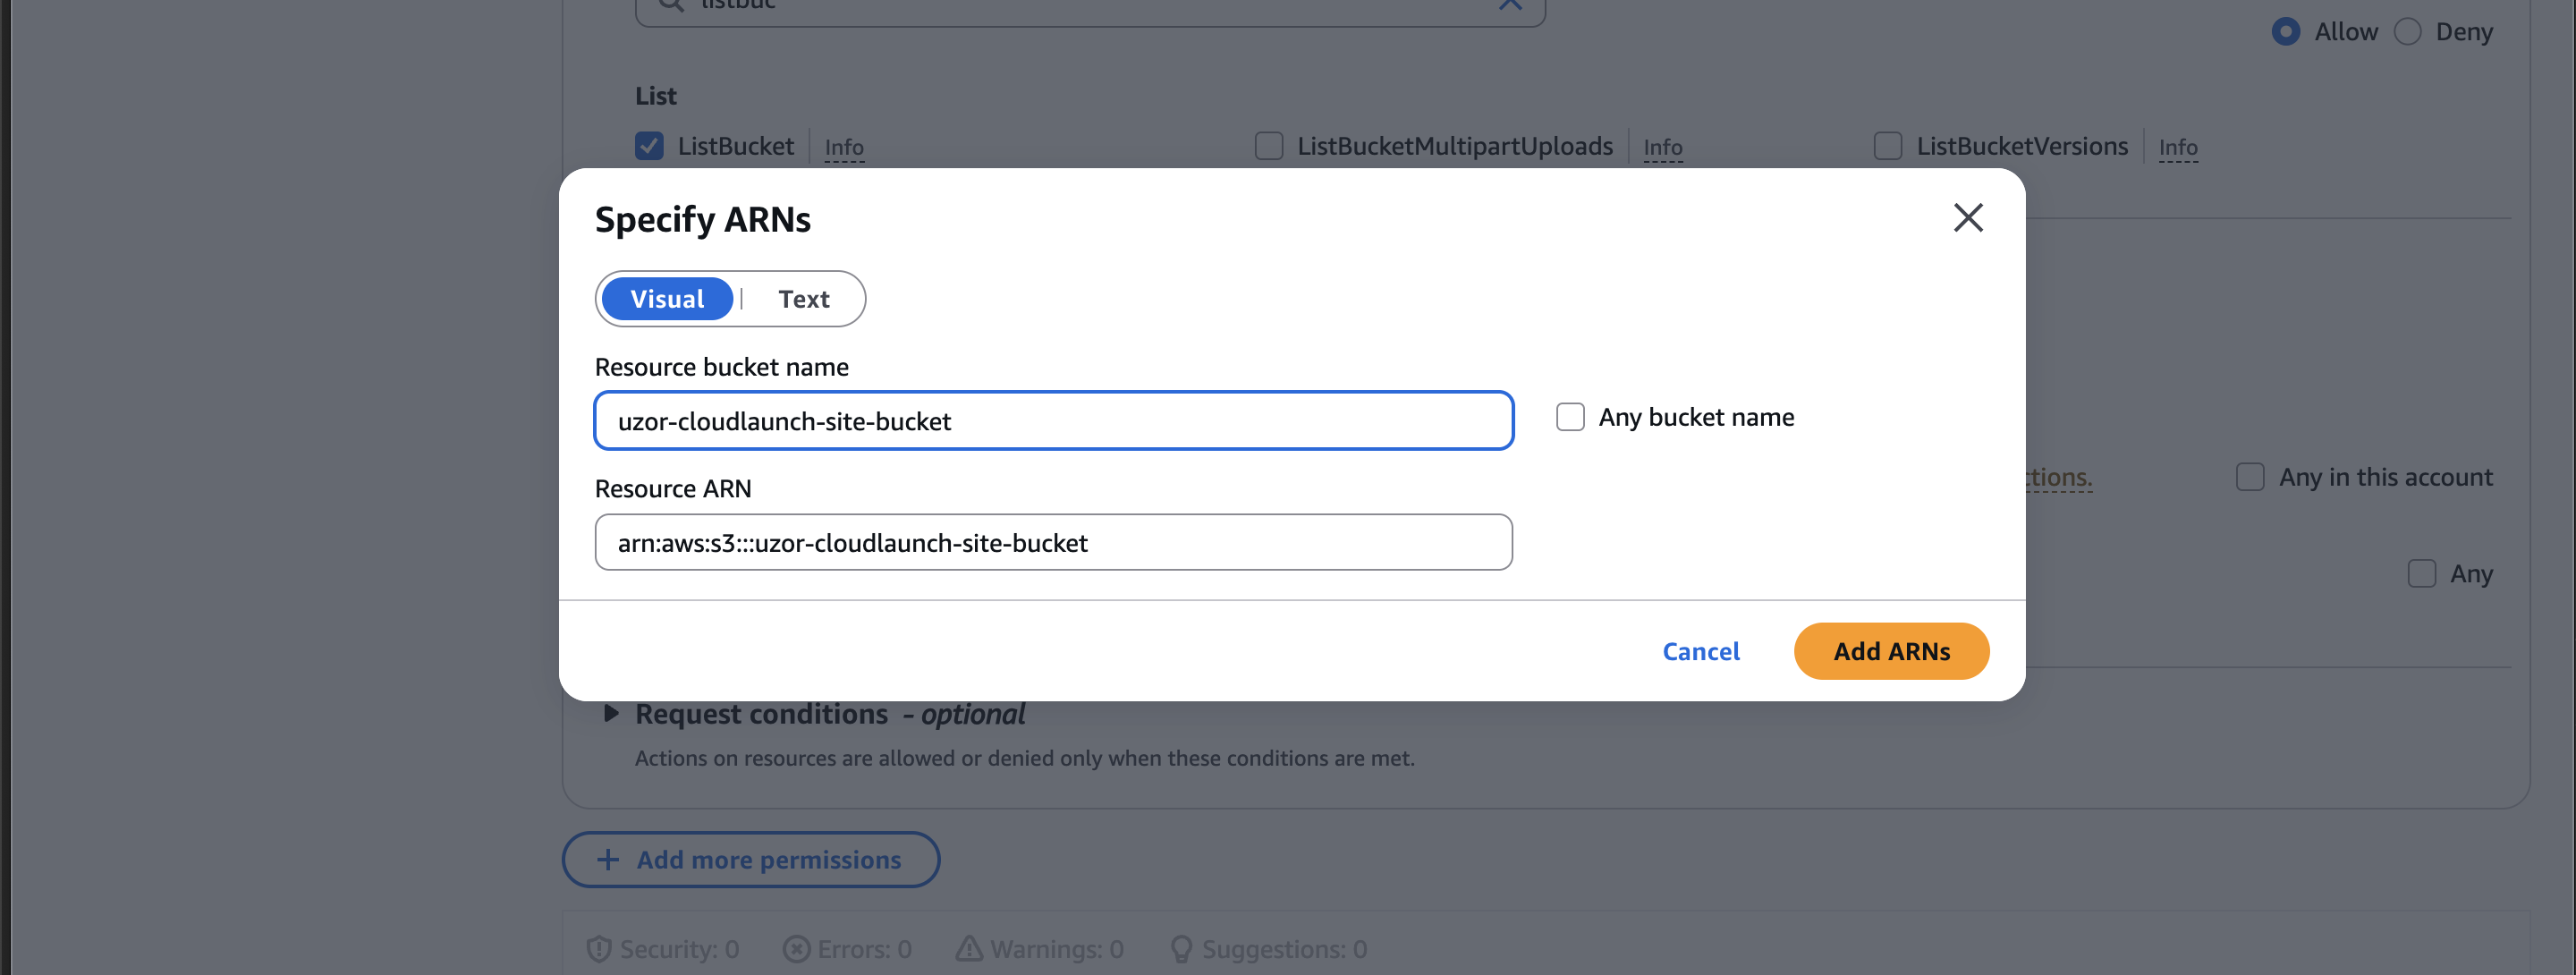 listbuc
Allow Deny
List
ListBucket Info ListBucketMultipartUploads Info ListBucketVersions Info
Specify ARNs
Visual Text
Resource bucket name
uzor-cloudlaunch-site-bucket
Any bucket name
Resource ARN
ctions. Any in this account
arn:aws:s3:::uzor-cloudlaunch-site-bucket
Any
Cancel Add ARNs
Request conditions - optional
Actions on resources are allowed or denied only when these conditions are met.
+ Add more permissions
Security: 0 Errors: 0 Warnings: 0 Suggestions: 0